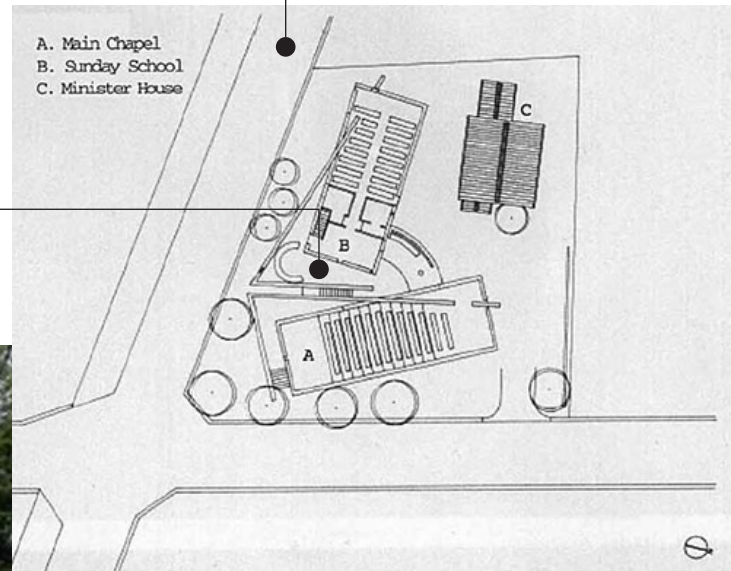 A. Main Chapel
B. Sunday School
C. Minister House
C
B
A